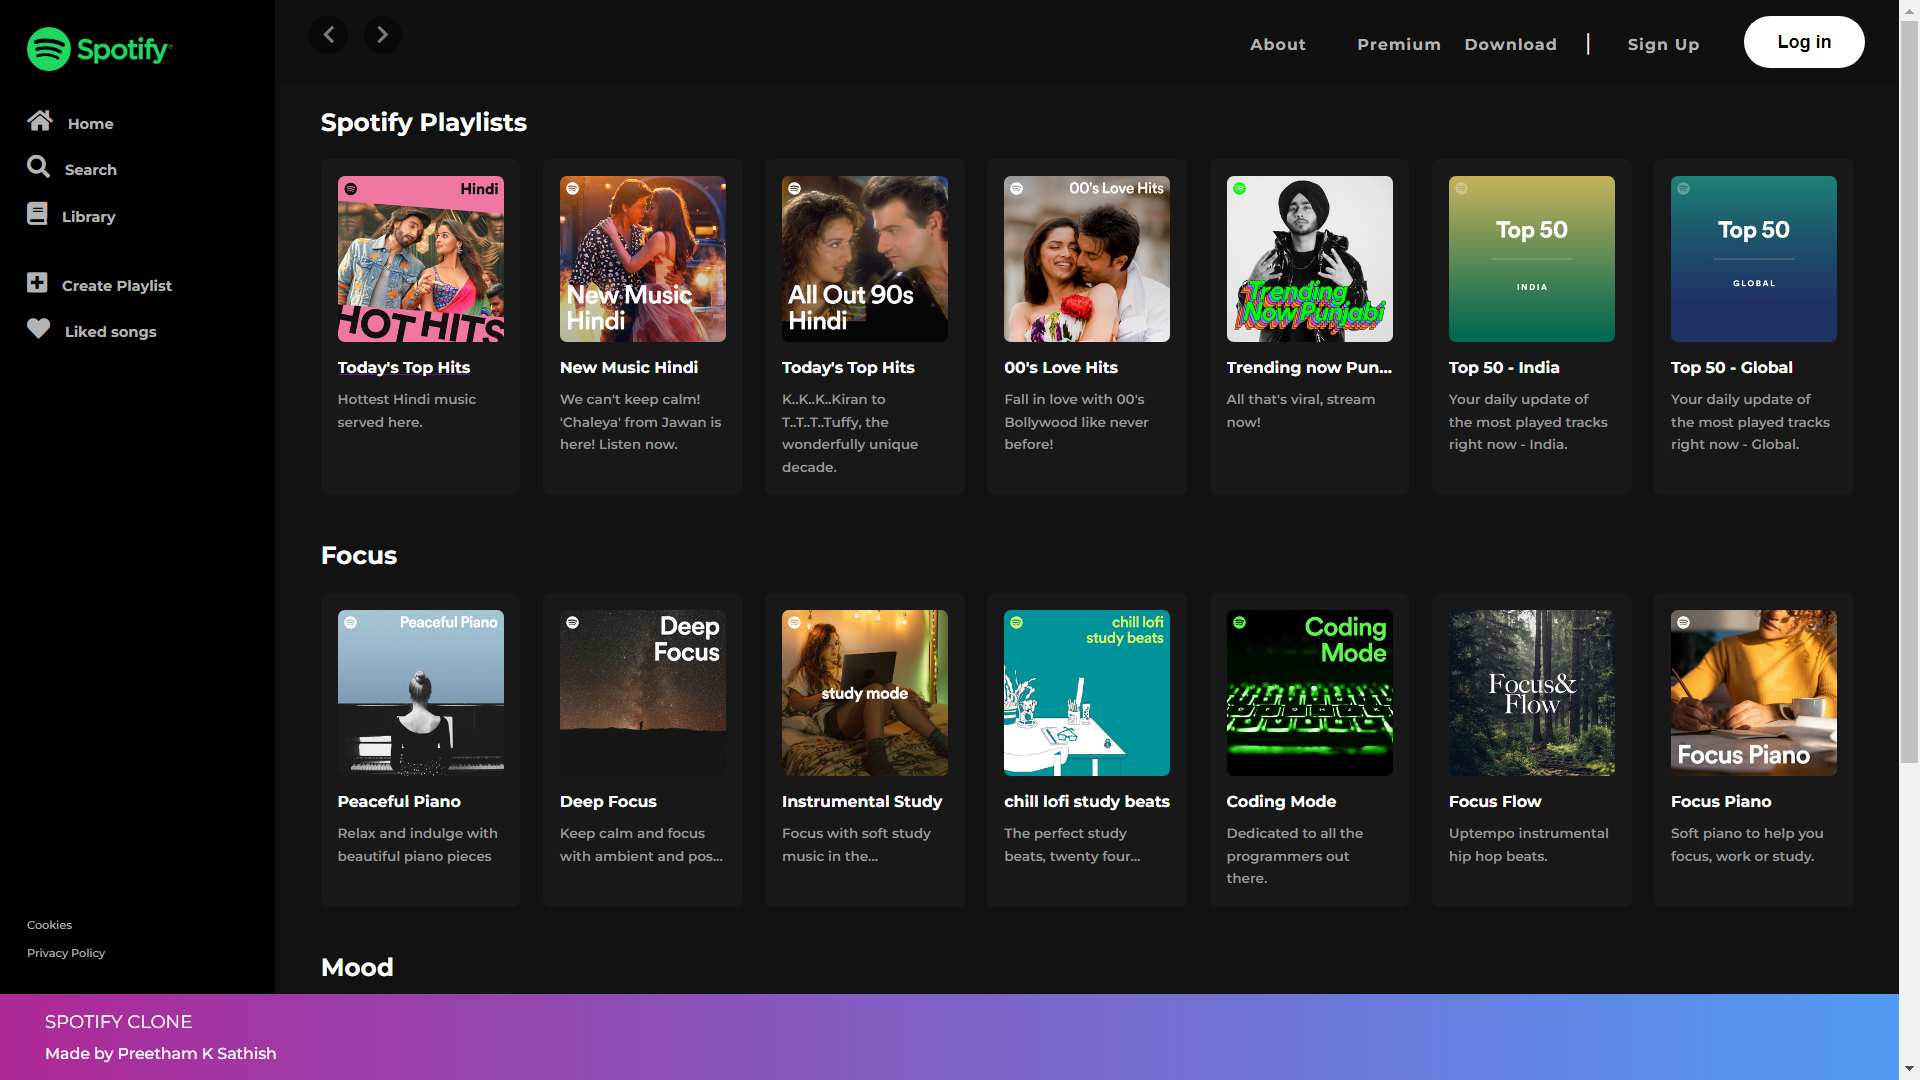 Spotify
Home
Search
Library
Create Playlist
Liked songs
Cookies
Privacy Policy
About
Premium
Download
Sign Up
Log in
Spotify Playlists
Hindi
HOT HITS
Today's Top Hits
Hottest Hindi music
served here.
New Music
Hindi
New Music Hindi
We can't keep calm!
'Chaleya' from Jawan is
here! Listen now.
All Out 90s
Hindi
Today's Top Hits
K..K..K..Kiran to
T..T..T..Tuffy, the
wonderfully unique
decade.
00's Love Hits
00's Love Hits
Fall in love with 00's
Bollywood like never
before!
Trending
Now Punjabi
Trending now Pun...
All that's viral, stream
now!
Top 50
INDIA
Top 50 - India
Your daily update of
the most played tracks
right now - India.
Top 50
GLOBAL
Top 50 - Global
Your daily update of
the most played tracks
right now - Global.
Focus
Peaceful Piano
Peaceful Piano
Relax and indulge with
beautiful piano pieces
Deep
Focus
Deep Focus
Keep calm and focus
with ambient and pos...
study mode
Instrumental Study
Focus with soft study
music in the...
chill lofi
study beats
chill lofi study beats
The perfect study
beats, twenty four...
Coding
Mode
Coding Mode
Dedicated to all the
programmers out
there.
Focus&
Flow
Focus Flow
Uptempo instrumental
hip hop beats.
Focus Piano
Focus Piano
Soft piano to help you
focus, work or study.
Mood
SPOTIFY CLONE
Made by Preetham K Sathish